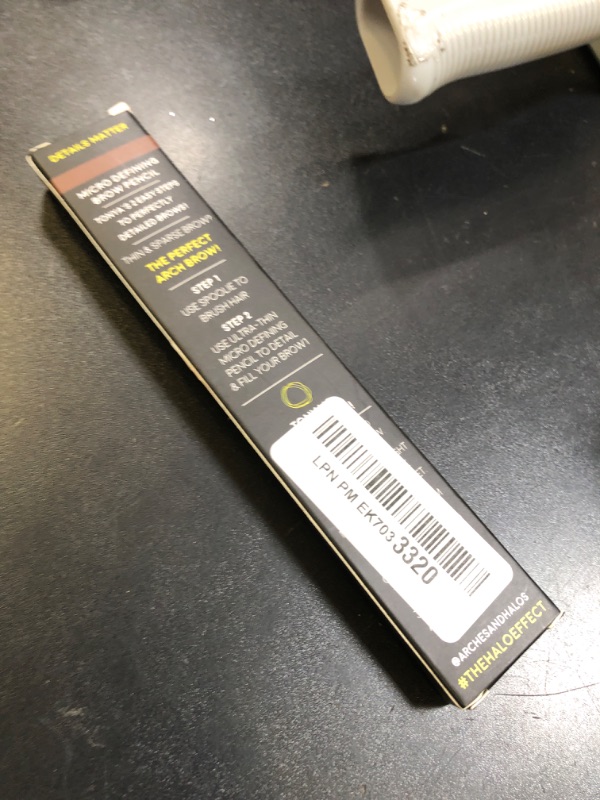 DETAILS MATTER
MICRO DEFINING
BROW PENCIL
TONYA'S 2 EASY STEPS
TO PERFECTLY
DETAILED BROWS!
THIN & SPARSE BROW?
THE PERFECT
ARCH BROW!
STEP 1
USE SPOOLIE TO
BRUSH HAIR
STEP 2
USE ULTRA-THIN
MICRO DEFINING
PENCIL TO DETAIL
& FILL YOUR BROW!
LPN PM EK703 3320
@ARCHESANDHALOS
#THEHALOEFFECT